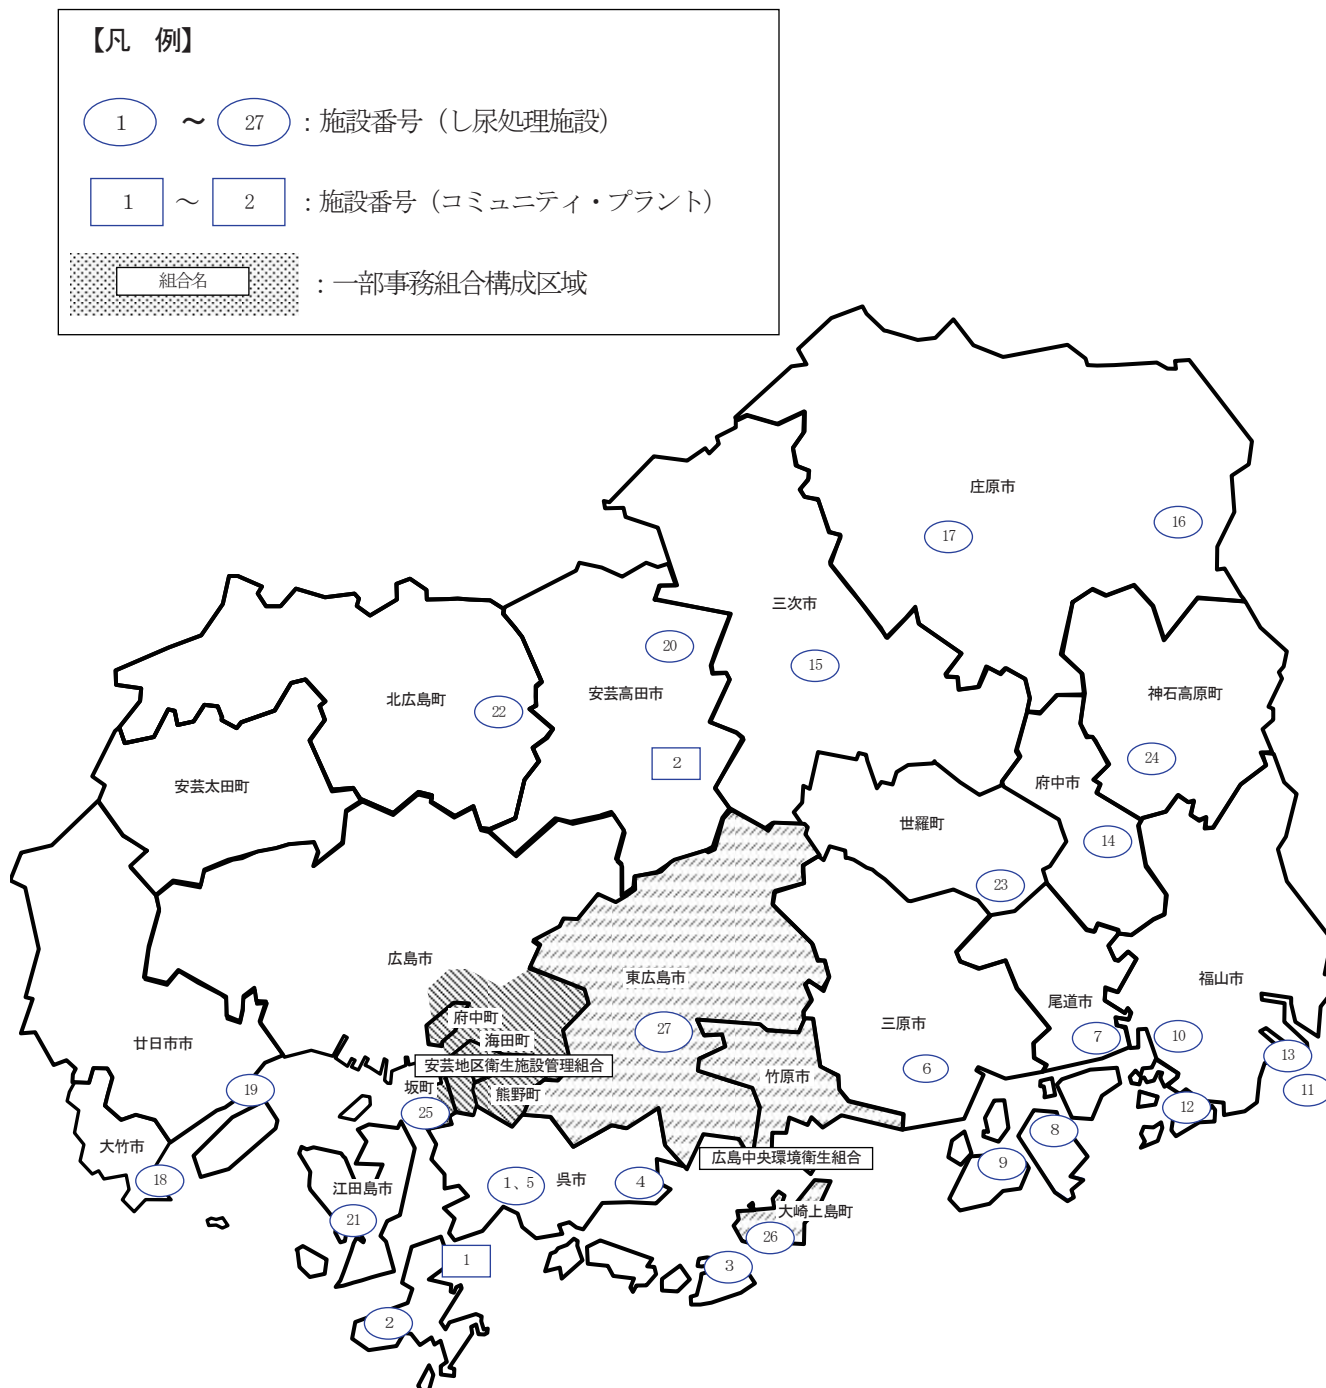 【凡　例】
1 ～ 27 ：施設番号（し尿処理施設）
1 ～ 2 ：施設番号（コミュニティ・プラント）
組合名 ：一部事務組合構成区域
庄原市
16
17
三次市
20
15
安芸高田市
神石高原町
北広島町
22
2
24
安芸太田町
府中市
世羅町
14
23
広島市
東広島市
福山市
尾道市
府中町
三原市
27
7
10
海田町
廿日市市
13
安芸地区衛生施設管理組合
6
竹原市
19
坂町
熊野町
11
25
12
8
大竹市
広島中央環境衛生組合
9
18
江田島市
1、5
呉市
4
大崎上島町
21
26
1
3
2